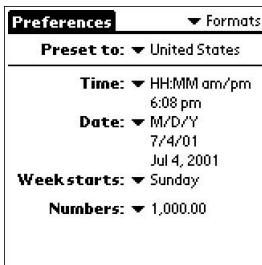 Preferences Formats
Preset to: United States
Time: HH:MM am/pm
6:08 pm
Date: M/D/Y
7/4/01
Jul 4, 2001
Week starts: Sunday
Numbers: 1,000.00